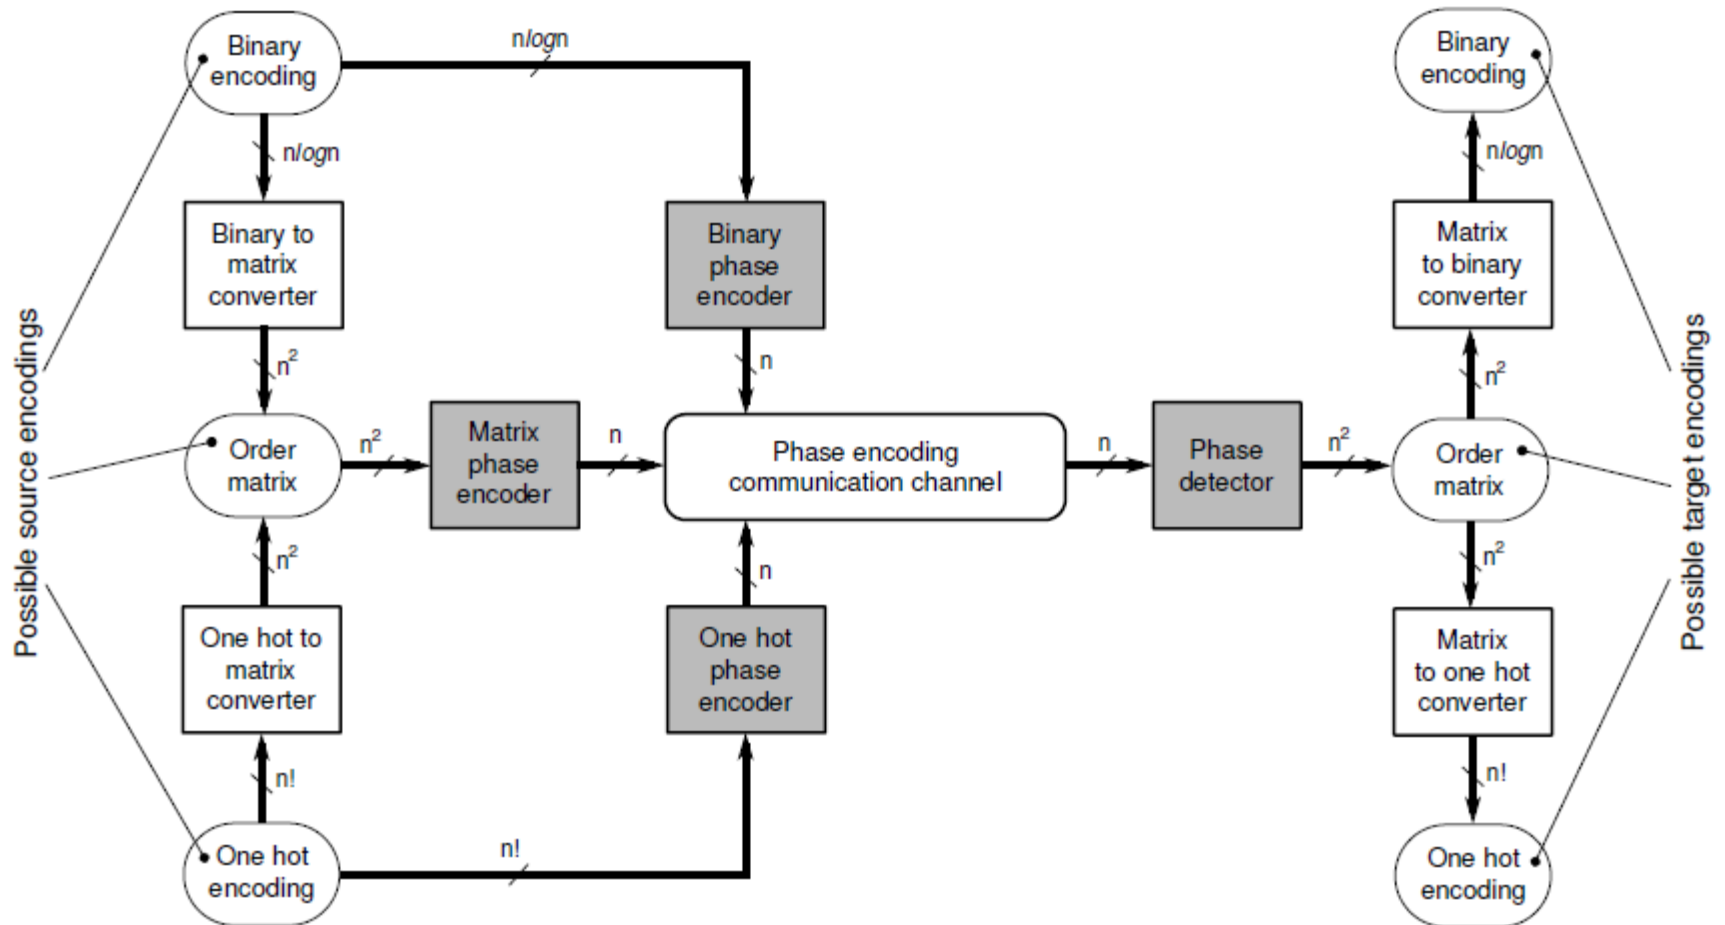 Binary
encoding
nlogn
nlogn
Binary to
matrix
converter
n²
Binary
phase
encoder
n
Possible source encodings
Order
matrix
n²
Matrix
phase
encoder
n
Phase encoding
communication channel
n
Phase
detector
n²
Order
matrix
n²
One hot to
matrix
converter
n!
One hot
encoding
n!
n
One hot
phase
encoder
Binary
encoding
nlogn
Matrix
to binary
converter
n²
n²
Matrix
to one hot
converter
n!
One hot
encoding
Possible target encodings